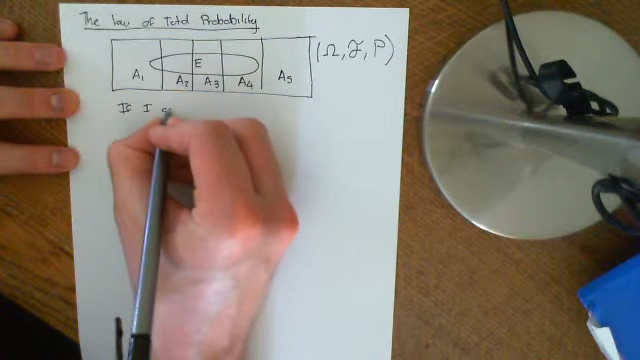 The Law of Total Probability
A₁ A₂ E A₃ A₄ A₅ (Ω, ℱ, P)
If I